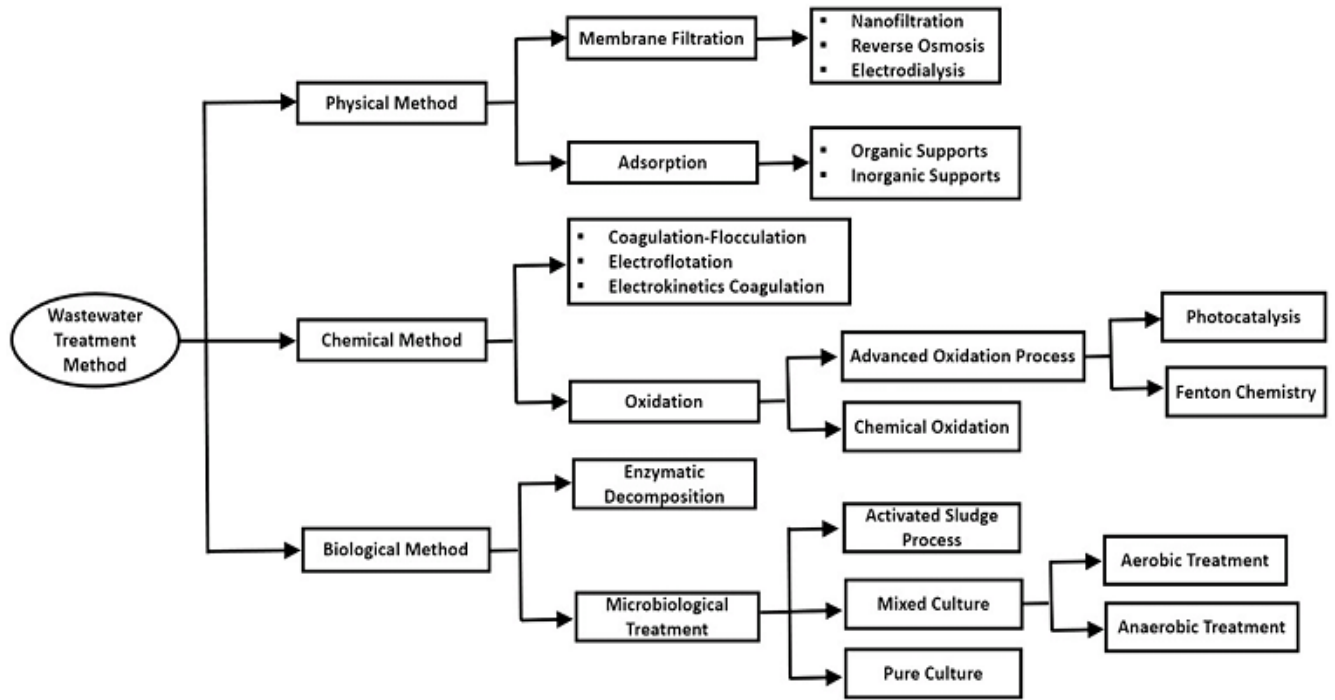 Wastewater
Treatment
Method
Physical Method
Membrane Filtration
▪ Nanofiltration
▪ Reverse Osmosis
▪ Electrodialysis
Adsorption
▪ Organic Supports
▪ Inorganic Supports
Chemical Method
▪ Coagulation-Flocculation
▪ Electroflotation
▪ Electrokinetics Coagulation
Oxidation
Advanced Oxidation Process
Photocatalysis
Fenton Chemistry
Chemical Oxidation
Biological Method
Enzymatic
Decomposition
Microbiological
Treatment
Activated Sludge
Process
Mixed Culture
Aerobic Treatment
Anaerobic Treatment
Pure Culture